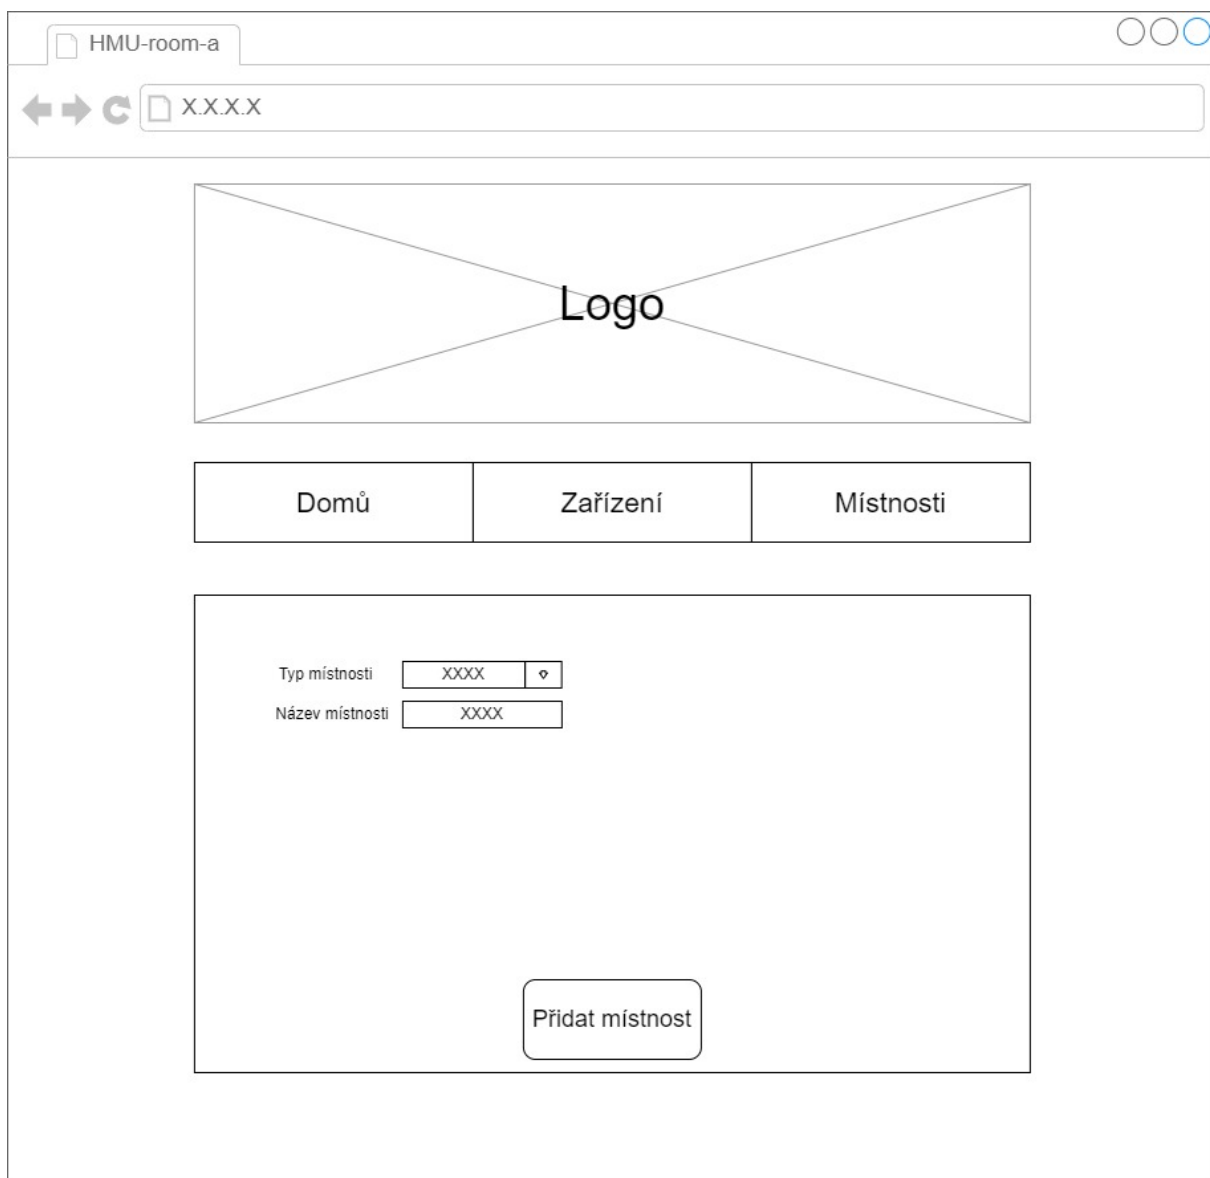 HMU-room-a
X.X.X.X
Logo
Domů
Zařízení
Místnosti
Typ místnosti
XXXX
Název místnosti
XXXX
Přidat místnost